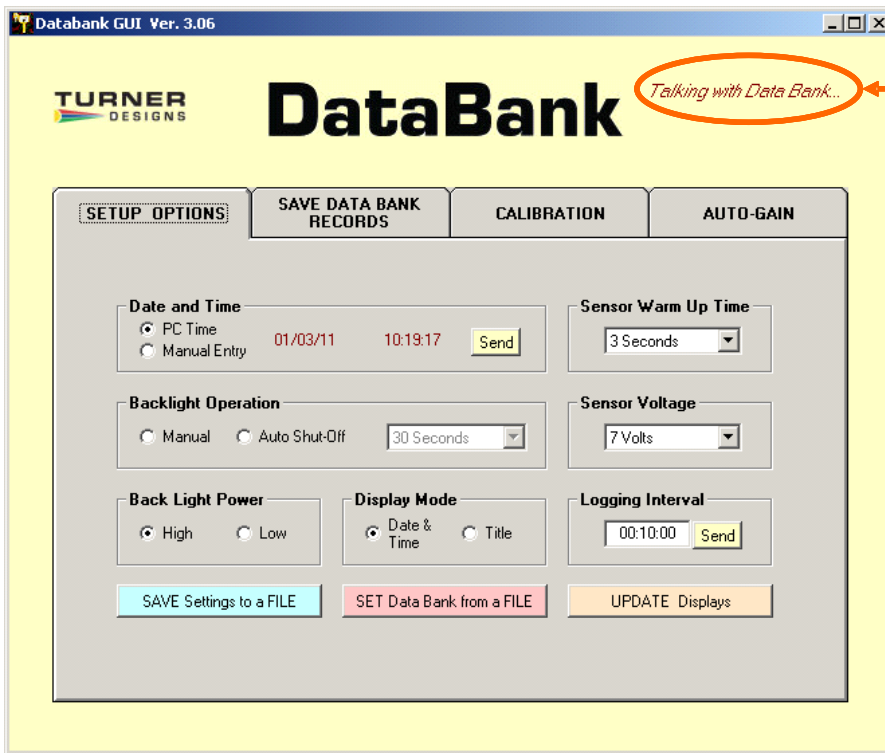 Databank GUI Ver. 3.06
TURNER
DESIGNS
DataBank
Talking with Data Bank...
SETUP OPTIONS
SAVE DATA BANK
RECORDS
CALIBRATION
AUTO-GAIN
Date and Time
PC Time
Manual Entry
01/03/11
10:19:17
Send
Sensor Warm Up Time
3 Seconds
Backlight Operation
Manual
Auto Shut-Off
30 Seconds
Sensor Voltage
7 Volts
Back Light Power
High
Low
Display Mode
Date &
Time
Title
Logging Interval
00:10:00
Send
SAVE Settings to a FILE
SET Data Bank from a FILE
UPDATE Displays